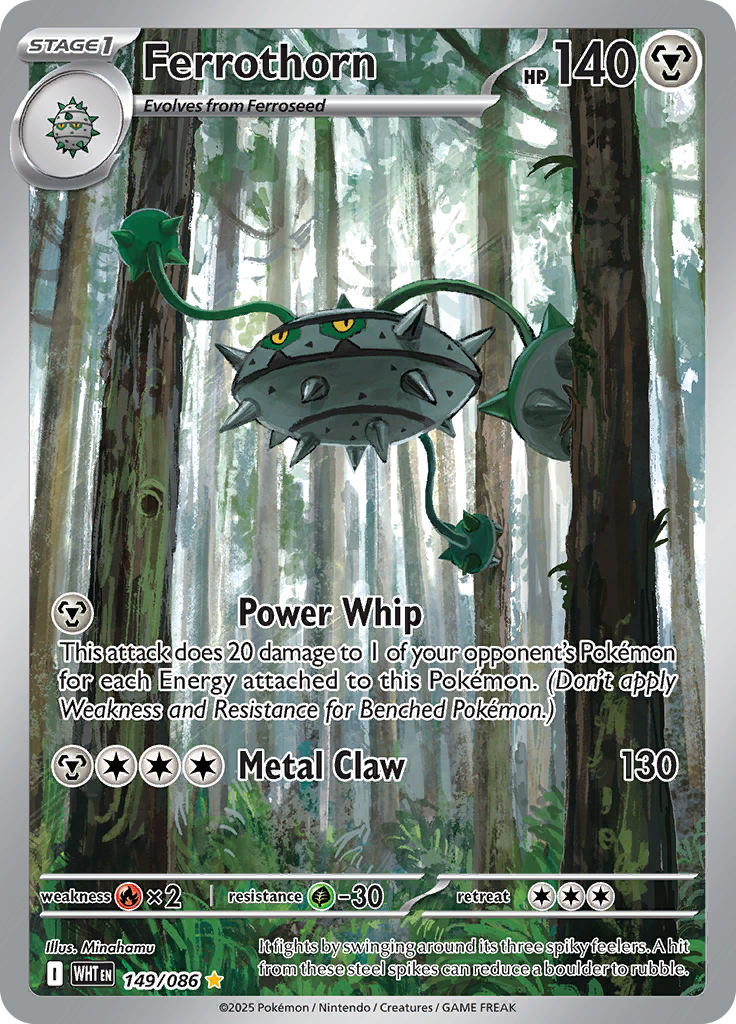 STAGE1
Ferrothorn
HP 140
Evolves from Ferroseed
Power Whip
This attack does 20 damage to 1 of your opponent's Pokémon
for each Energy attached to this Pokémon. (Don't apply
Weakness and Resistance for Benched Pokémon.)
Metal Claw 130
weakness ×2 resistance -30 retreat
Illus. Minahamu
It fights by swinging around its three spiky feelers. A hit
from these steel spikes can reduce a boulder to rubble.
I WHT EN 149/086
©2025 Pokémon / Nintendo / Creatures / GAME FREAK